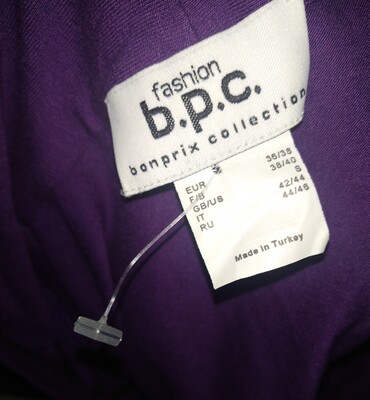 fashion
b.p.c.
bonprix collection
EUR 36/38
F/B 38/40
GB/US S
IT 42/44
RU 44/46
Made in Turkey